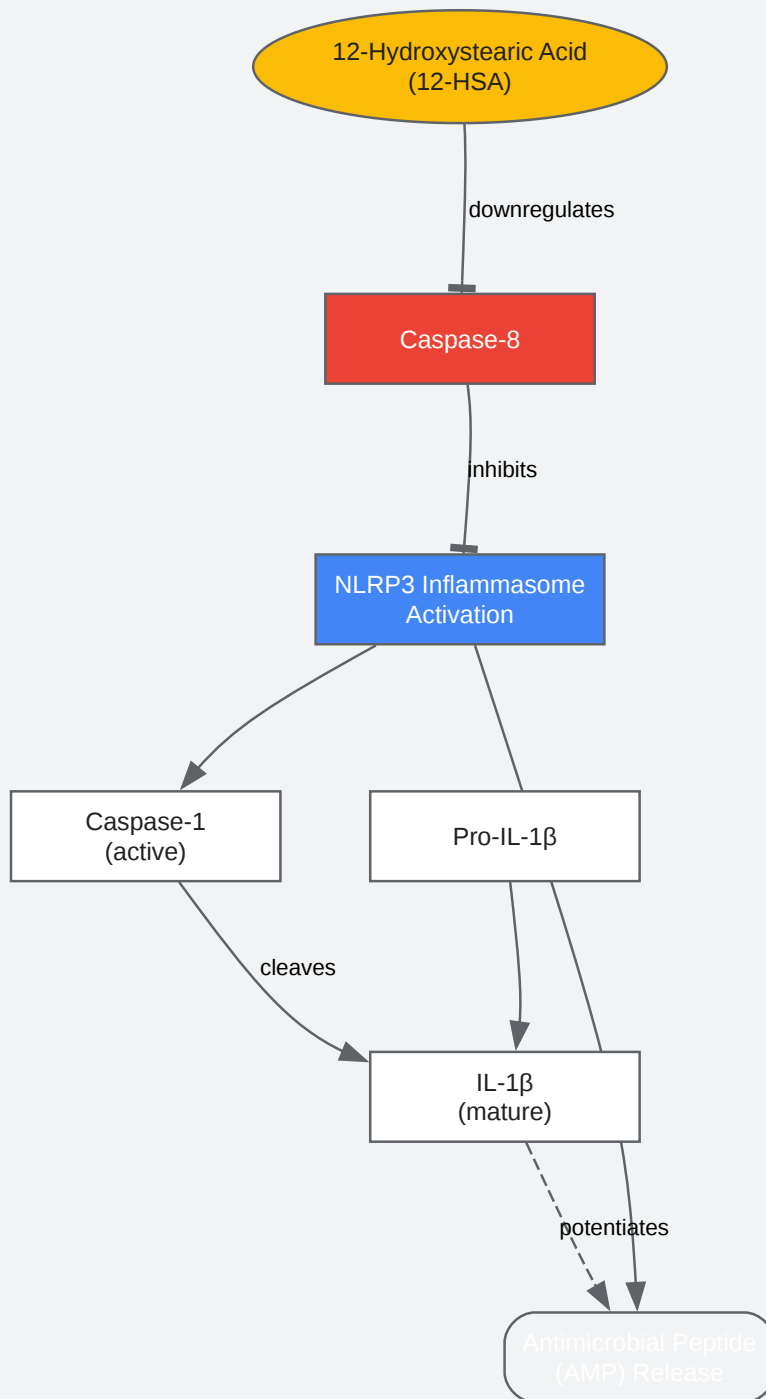 12-Hydroxystearic Acid
(12-HSA)
downregulates
Caspase-8
inhibits
NLRP3 Inflammasome
Activation
Caspase-1
(active)
Pro-IL-1β
cleaves
IL-1β
(mature)
potentiates
Antimicrobial Peptide
(AMP) Release